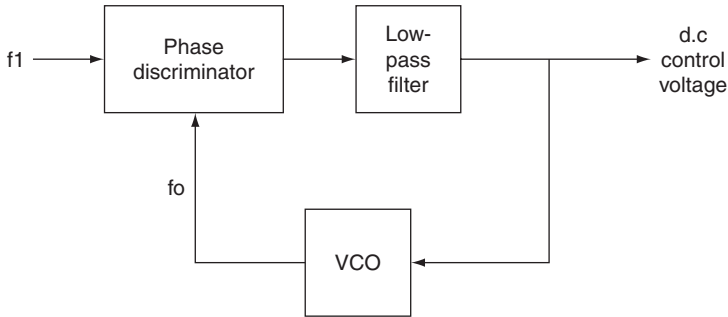 f1
Phase
discriminator
Low-
pass
filter
d.c
control
voltage
fo
VCO